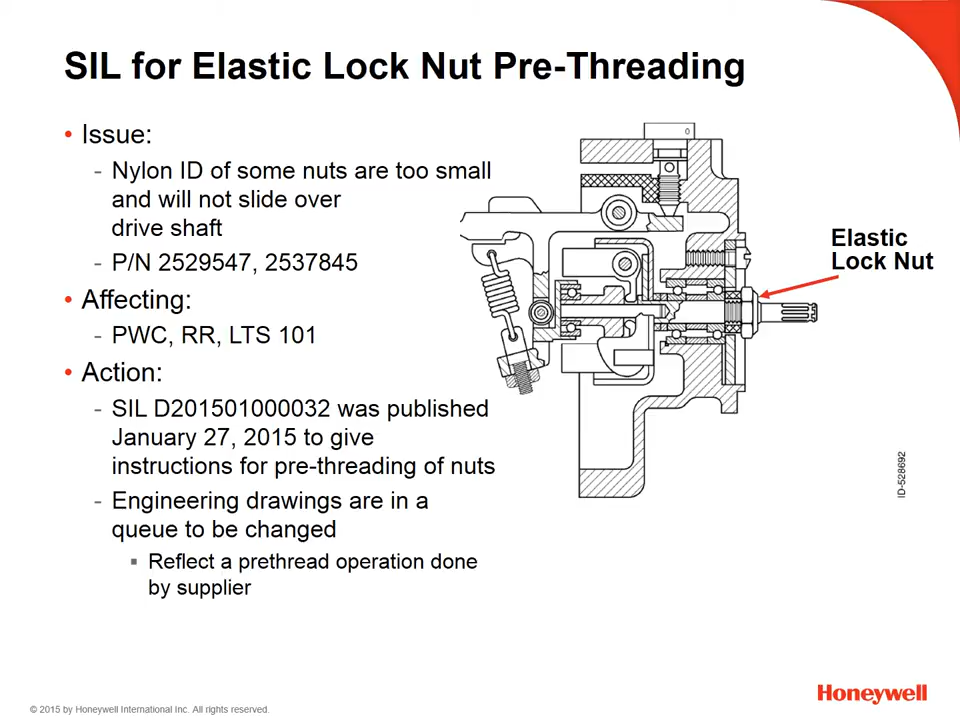 SIL for Elastic Lock Nut Pre-Threading
• Issue:
- Nylon ID of some nuts are too small
and will not slide over
drive shaft
- P/N 2529547, 2537845
• Affecting:
- PWC, RR, LTS 101
• Action:
- SIL D201501000032 was published
January 27, 2015 to give
instructions for pre-threading of nuts
- Engineering drawings are in a
queue to be changed
▪ Reflect a prethread operation done
by supplier
Elastic
Lock Nut
ID-528692
Honeywell
© 2015 by Honeywell International Inc. All rights reserved.